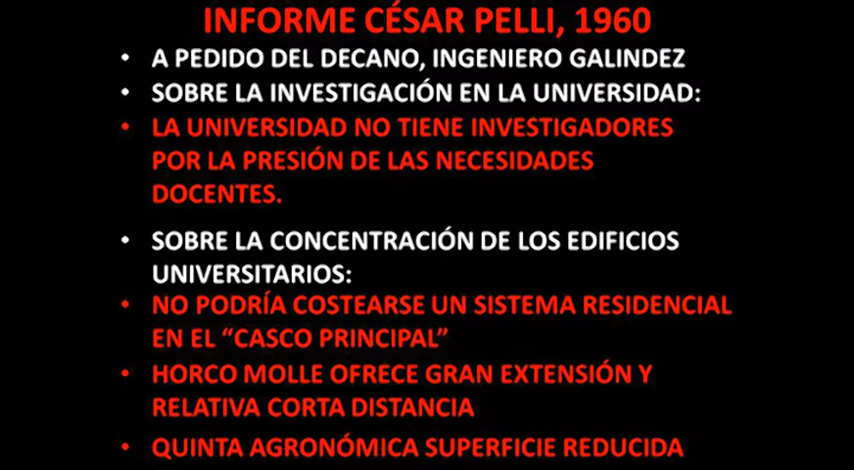 INFORME CÉSAR PELLI, 1960
• A PEDIDO DEL DECANO, INGENIERO GALINDEZ
• SOBRE LA INVESTIGACIÓN EN LA UNIVERSIDAD:
• LA UNIVERSIDAD NO TIENE INVESTIGADORES
POR LA PRESIÓN DE LAS NECESIDADES
DOCENTES.
• SOBRE LA CONCENTRACIÓN DE LOS EDIFICIOS
UNIVERSITARIOS:
• NO PODRÍA COSTEARSE UN SISTEMA RESIDENCIAL
EN EL “CASCO PRINCIPAL”
• HORCO MOLLE OFRECE GRAN EXTENSIÓN Y
RELATIVA CORTA DISTANCIA
• QUINTA AGRONÓMICA SUPERFICIE REDUCIDA